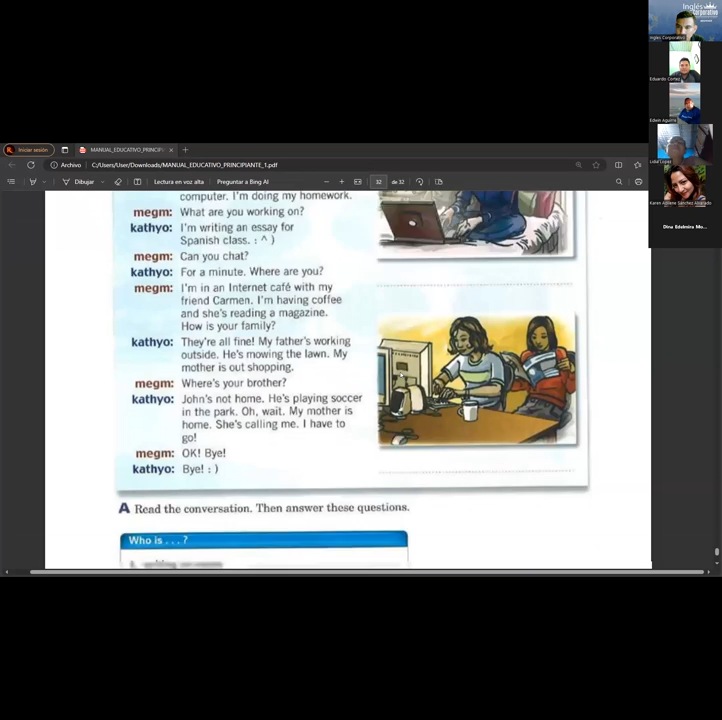 Inglés
Corporativo
Inglés Corporativo
Eduardo Cortez
Edwin Aguirre
Lidia Lopez
Karen Arlene Sánchez Alvarado
Dina Edelmira Mo...
Iniciar sesión
MANUAL_EDUCATIVO_PRINCIPI
Archivo
C:/Users/User/Downloads/MANUAL_EDUCATIVO_PRINCIPIANTE_1.pdf
Dibujar
Lectura en voz alta
Preguntar a Bing AI
32
de 32
computer. I'm doing my homework.
megm: What are you working on?
kathyo: I'm writing an essay for
Spanish class. : ^ )
megm: Can you chat?
kathyo: For a minute. Where are you?
megm: I'm in an Internet café with my
friend Carmen. I'm having coffee
and she's reading a magazine.
How is your family?
kathyo: They're all fine! My father's working
outside. He's mowing the lawn. My
mother is out shopping.
megm: Where's your brother?
kathyo: John's not home. He's playing soccer
in the park. Oh, wait. My mother is
home. She's calling me. I have to
go!
megm: OK! Bye!
kathyo: Bye! : )
A Read the conversation. Then answer these questions.
Who is . . . ?